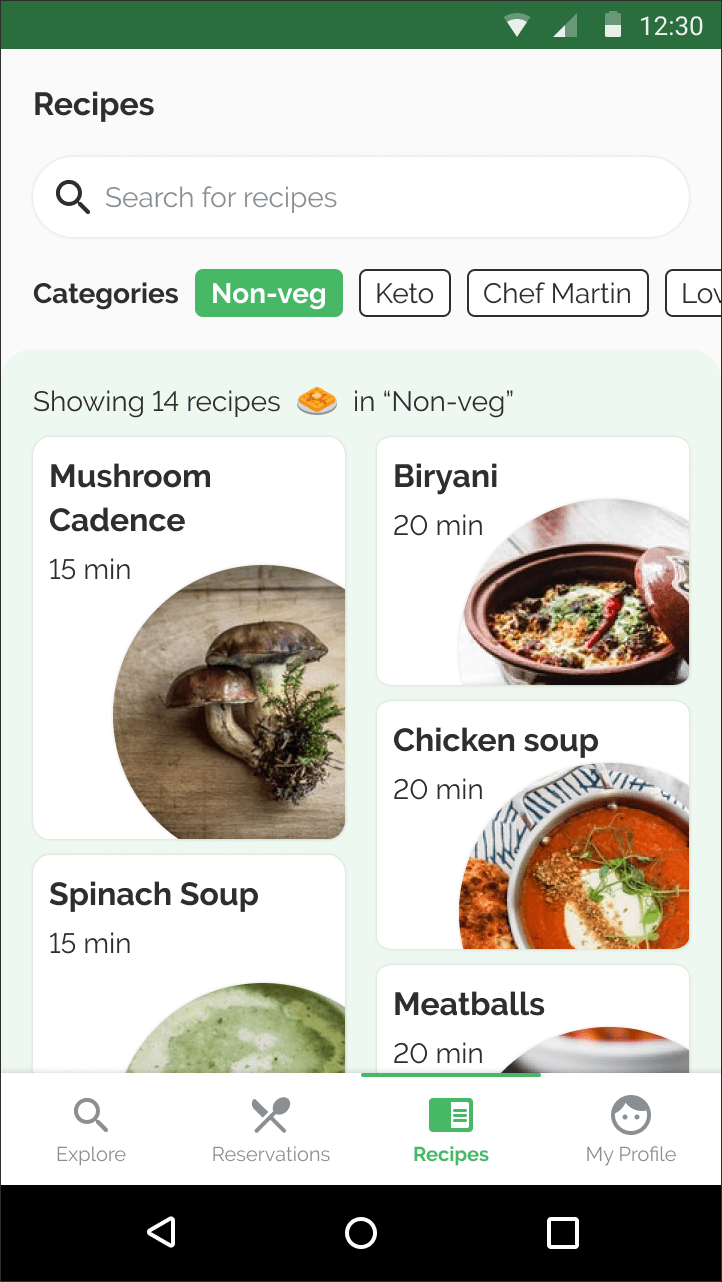 12:30
Recipes
Search for recipes
Categories Non-veg Keto Chef Martin Lov
Showing 14 recipes in “Non-veg”
Mushroom
Cadence
15 min
Biryani
20 min
Chicken soup
20 min
Spinach Soup
15 min
Meatballs
20 min
Explore Reservations Recipes My Profile